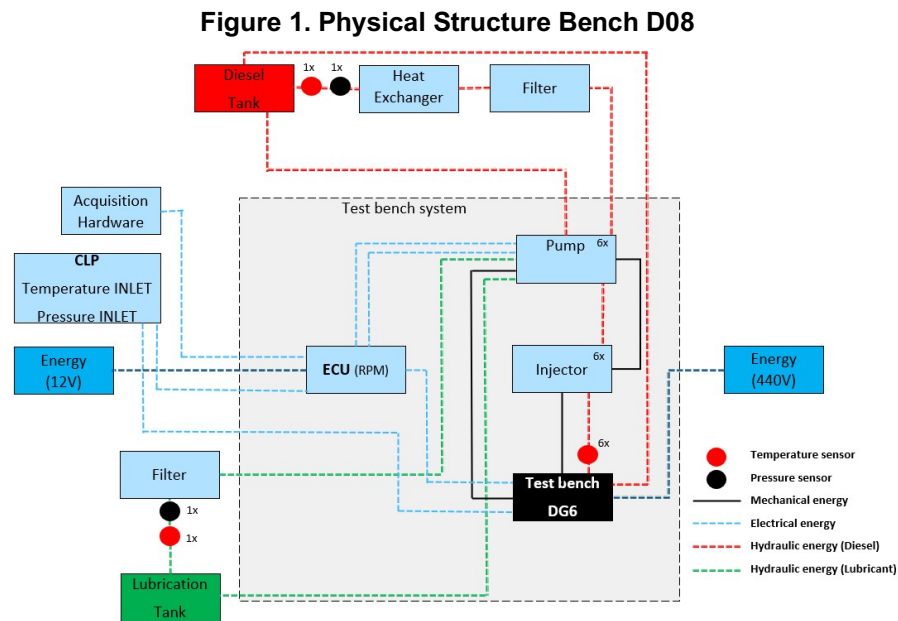 Figure 1. Physical Structure Bench D08
1x
1x
Diesel
Tank
Heat
Exchanger
Filter
Acquisition
Hardware
Test bench system
CLP
Temperature INLET
Pressure INLET
Pump
6x
Energy
(12V)
ECU (RPM)
Injector
6x
Energy
(440V)
6x
Filter
1x
1x
Test bench
DG6
Lubrication
Tank
Temperature sensor
Pressure sensor
Mechanical energy
Electrical energy
Hydraulic energy (Diesel)
Hydraulic energy (Lubricant)